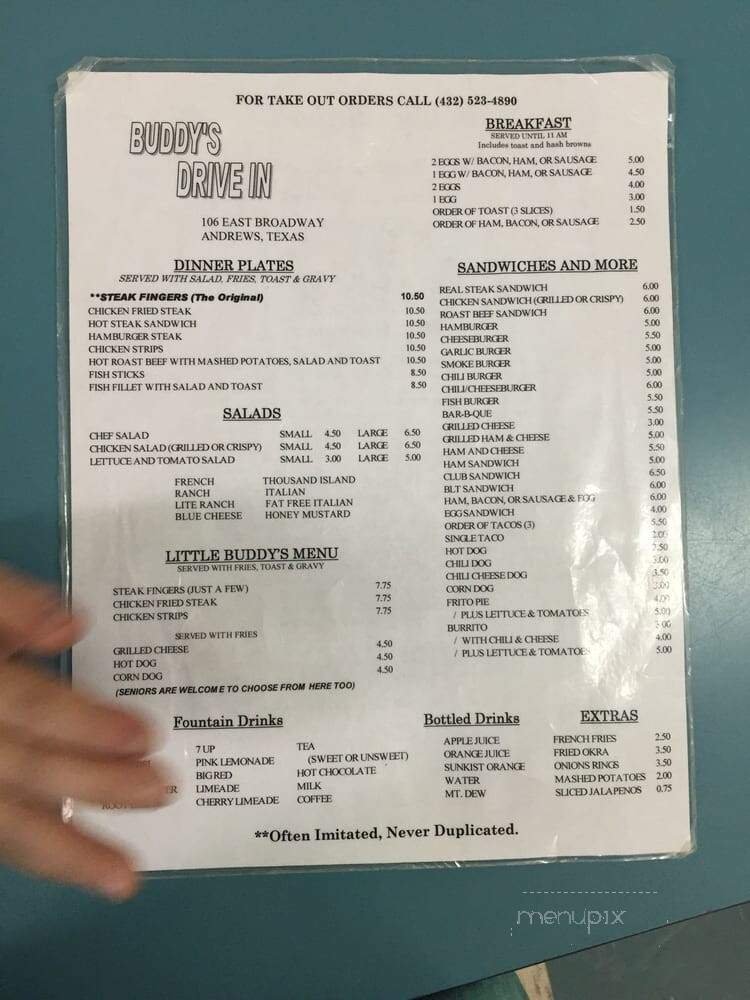 FOR TAKE OUT ORDERS CALL (432) 523-4890
BUDDY'S
DRIVE IN
106 EAST BROADWAY
ANDREWS, TEXAS
BREAKFAST
SERVED UNTIL 11 AM
Includes toast and hash browns
2 EGGS W/ BACON, HAM, OR SAUSAGE 5.00
1 EGG W/ BACON, HAM, OR SAUSAGE 4.50
2 EGGS 4.00
1 EGG 3.00
ORDER OF TOAST (3 SLICES) 1.50
ORDER OF HAM, BACON, OR SAUSAGE 2.50
DINNER PLATES
SERVED WITH SALAD, FRIES, TOAST & GRAVY
**STEAK FINGERS (The Original) 10.50
CHICKEN FRIED STEAK 10.50
HOT STEAK SANDWICH 10.50
HAMBURGER STEAK 10.50
CHICKEN STRIPS 10.50
HOT ROAST BEEF WITH MASHED POTATOES, SALAD AND TOAST 10.50
FISH STICKS 8.50
FISH FILLET WITH SALAD AND TOAST 8.50
SALADS
CHEF SALAD SMALL 4.50 LARGE 6.50
CHICKEN SALAD (GRILLED OR CRISPY) SMALL 4.50 LARGE 6.50
LETTUCE AND TOMATO SALAD SMALL 3.00 LARGE 5.00
FRENCH THOUSAND ISLAND
RANCH ITALIAN
LITE RANCH FAT FREE ITALIAN
BLUE CHEESE HONEY MUSTARD
LITTLE BUDDY'S MENU
SERVED WITH FRIES, TOAST & GRAVY
STEAK FINGERS (JUST A FEW) 7.75
CHICKEN FRIED STEAK 7.75
CHICKEN STRIPS 7.75
SERVED WITH FRIES
GRILLED CHEESE 4.50
HOT DOG 4.50
CORN DOG 4.50
(SENIORS ARE WELCOME TO CHOOSE FROM HERE TOO)
SANDWICHES AND MORE
REAL STEAK SANDWICH 6.00
CHICKEN SANDWICH (GRILLED OR CRISPY) 6.00
ROAST BEEF SANDWICH 6.00
HAMBURGER 5.00
CHEESEBURGER 5.50
GARLIC BURGER 5.00
SMOKE BURGER 5.00
CHILI BURGER 5.00
CHILI/CHEESEBURGER 6.00
FISH BURGER 5.50
BAR-B-QUE 5.50
GRILLED CHEESE 3.00
GRILLED HAM & CHEESE 5.00
HAM AND CHEESE 5.50
HAM SANDWICH 5.00
CLUB SANDWICH 6.50
BLT SANDWICH 6.00
HAM, BACON, OR SAUSAGE & EGG 6.00
EGG SANDWICH 4.00
ORDER OF TACOS (3) 5.50
SINGLE TACO 2.00
HOT DOG 2.50
CHILI DOG 3.00
CHILI CHEESE DOG 3.50
CORN DOG 3.00
FRITO PIE 4.00
/ PLUS LETTUCE & TOMATOES 5.00
BURRITO 3.00
/ WITH CHILI & CHEESE 4.00
/ PLUS LETTUCE & TOMATOES 5.00
Fountain Drinks
7 UP TEA
PINK LEMONADE (SWEET OR UNSWEET)
BIG RED HOT CHOCOLATE
LIMEADE MILK
CHERRY LIMEADE COFFEE
Bottled Drinks
APPLE JUICE
ORANGE JUICE
SUNKIST ORANGE
WATER
MT. DEW
EXTRAS
FRENCH FRIES 2.50
FRIED OKRA 3.50
ONIONS RINGS 3.50
MASHED POTATOES 2.00
SLICED JALAPENOS 0.75
**Often Imitated, Never Duplicated.
menupix